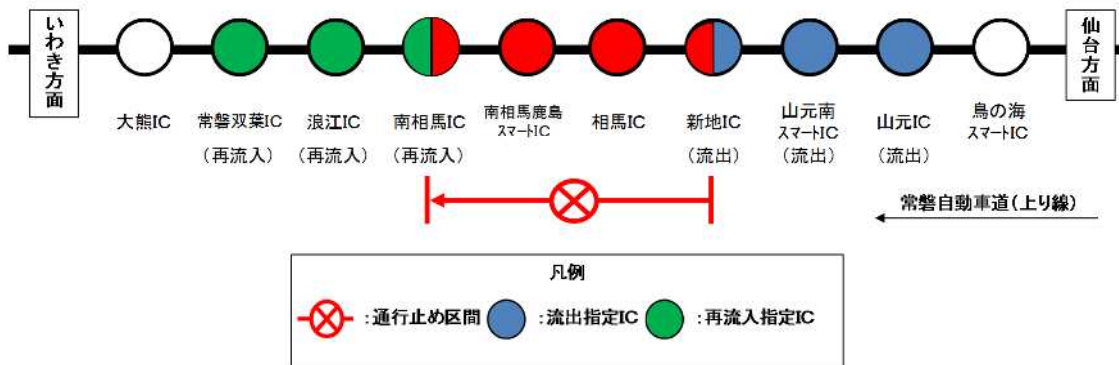 いわき方面
仙台方面
大熊IC
常磐双葉IC
(再流入)
浪江IC
(再流入)
南相馬IC
(再流入)
南相馬鹿島
スマートIC
相馬IC
新地IC
(流出)
山元南
スマートIC
(流出)
山元IC
(流出)
鳥の海
スマートIC
常磐自動車道(上り線)
凡例
:通行止め区間
:流出指定IC
:再流入指定IC